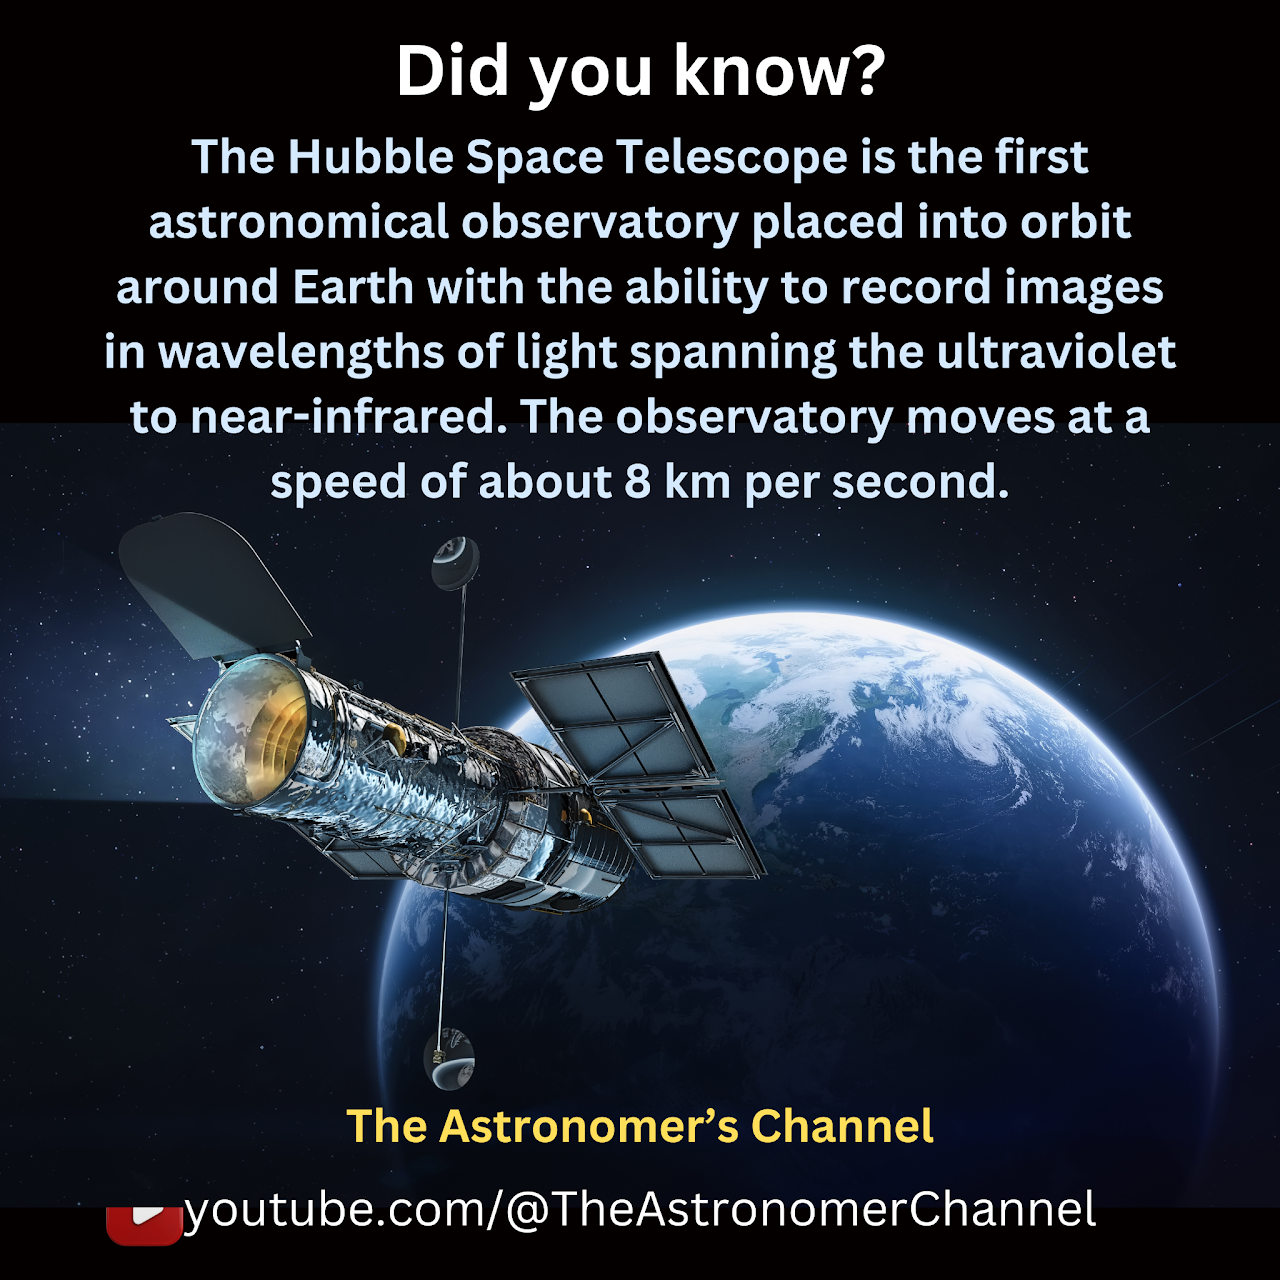 Did you know?
The Hubble Space Telescope is the first
astronomical observatory placed into orbit
around Earth with the ability to record images
in wavelengths of light spanning the ultraviolet
to near-infrared. The observatory moves at a
speed of about 8 km per second.
The Astronomer’s Channel
youtube.com/@TheAstronomerChannel